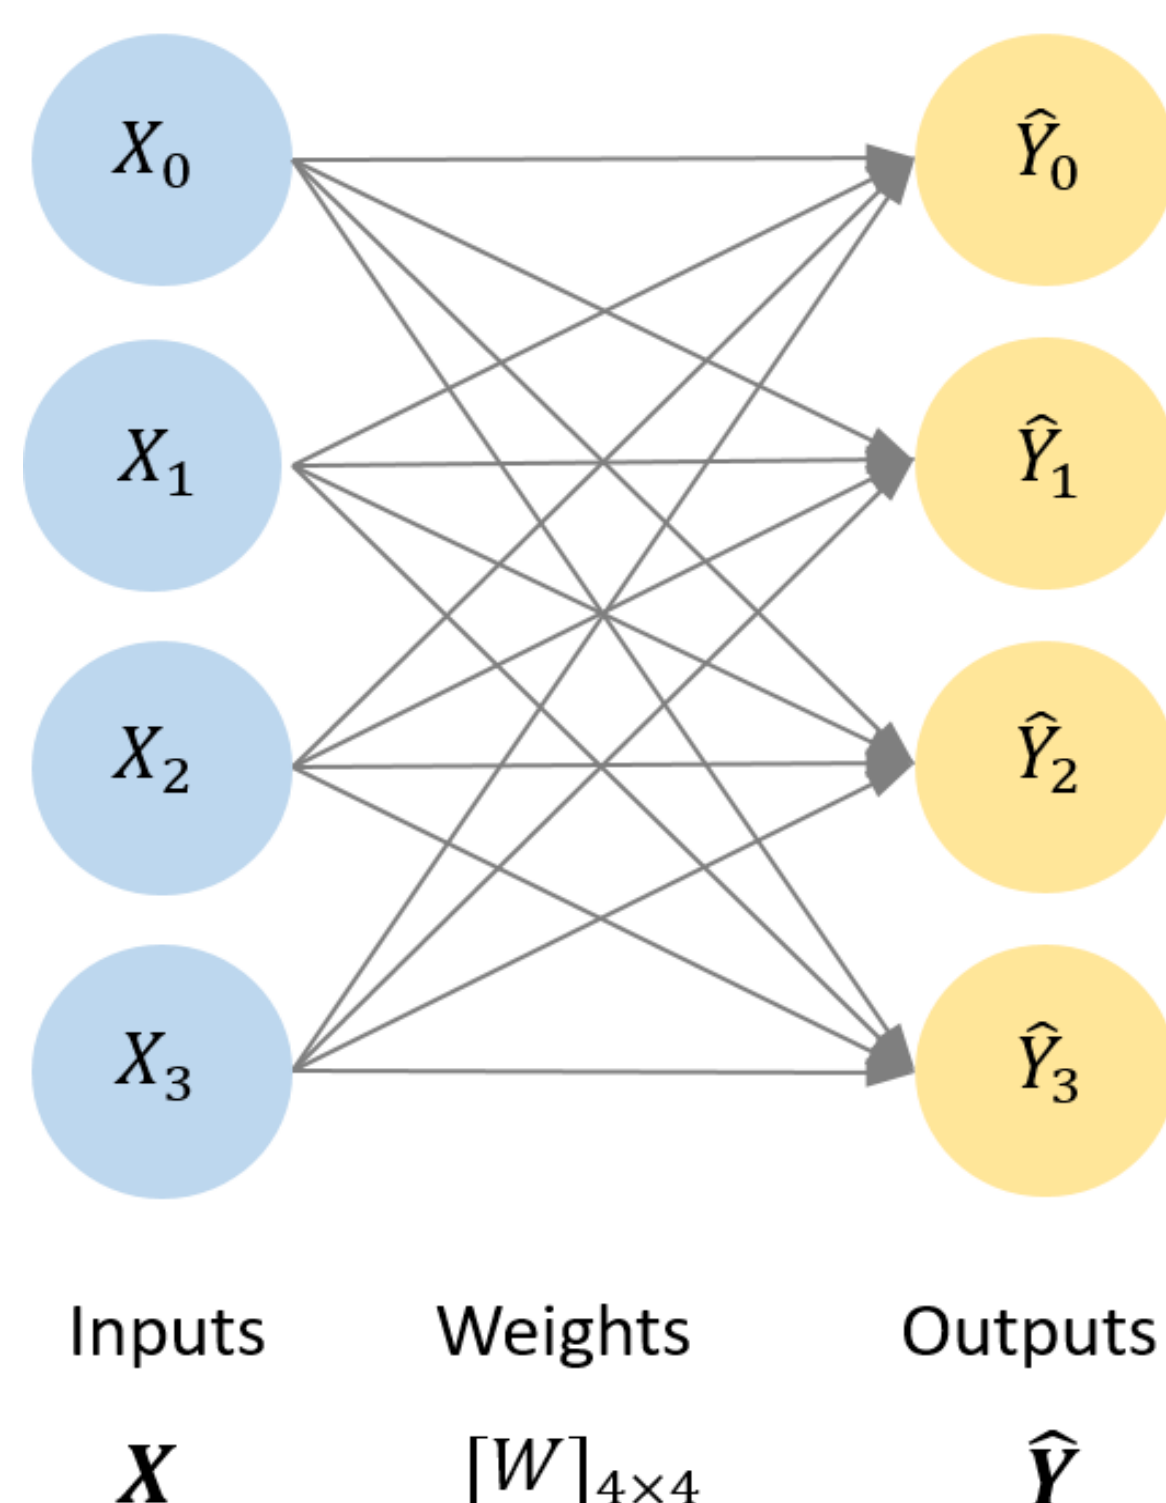 X₀ Ŷ₀
X₁ Ŷ₁
X₂ Ŷ₂
X₃ Ŷ₃
Inputs Weights Outputs
X [W]₄×₄ Ŷ